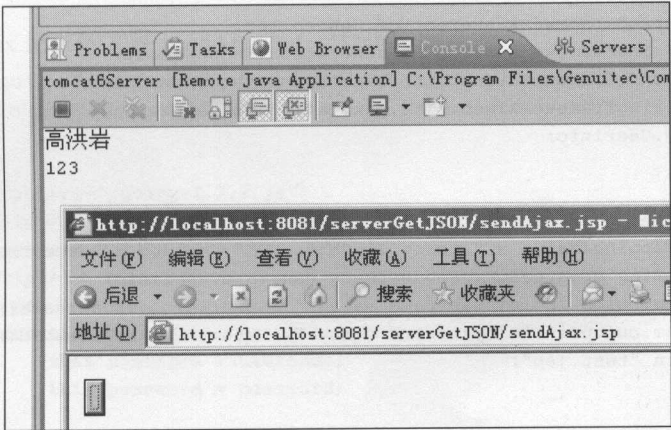 Problems Tasks Web Browser Console Servers
tomcat6Server [Remote Java Application] C:\Program Files\Genuitec\Com
高洪岩
123
http://localhost:8081/serverGetJSON/sendAjax.jsp - Mic
文件(F) 编辑(E) 查看(V) 收藏(A) 工具(T) 帮助(H)
后退 搜索 收藏夹
地址(D) http://localhost:8081/serverGetJSON/sendAjax.jsp